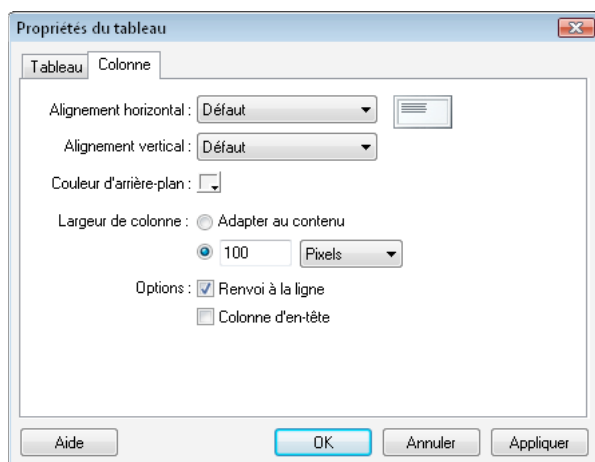 Propriétés du tableau
Tableau Colonne
Alignement horizontal : Défaut
Alignement vertical : Défaut
Couleur d'arrière-plan :
Largeur de colonne : Adapter au contenu
100 Pixels
Options : Renvoi à la ligne
Colonne d'en-tête
Aide OK Annuler Appliquer